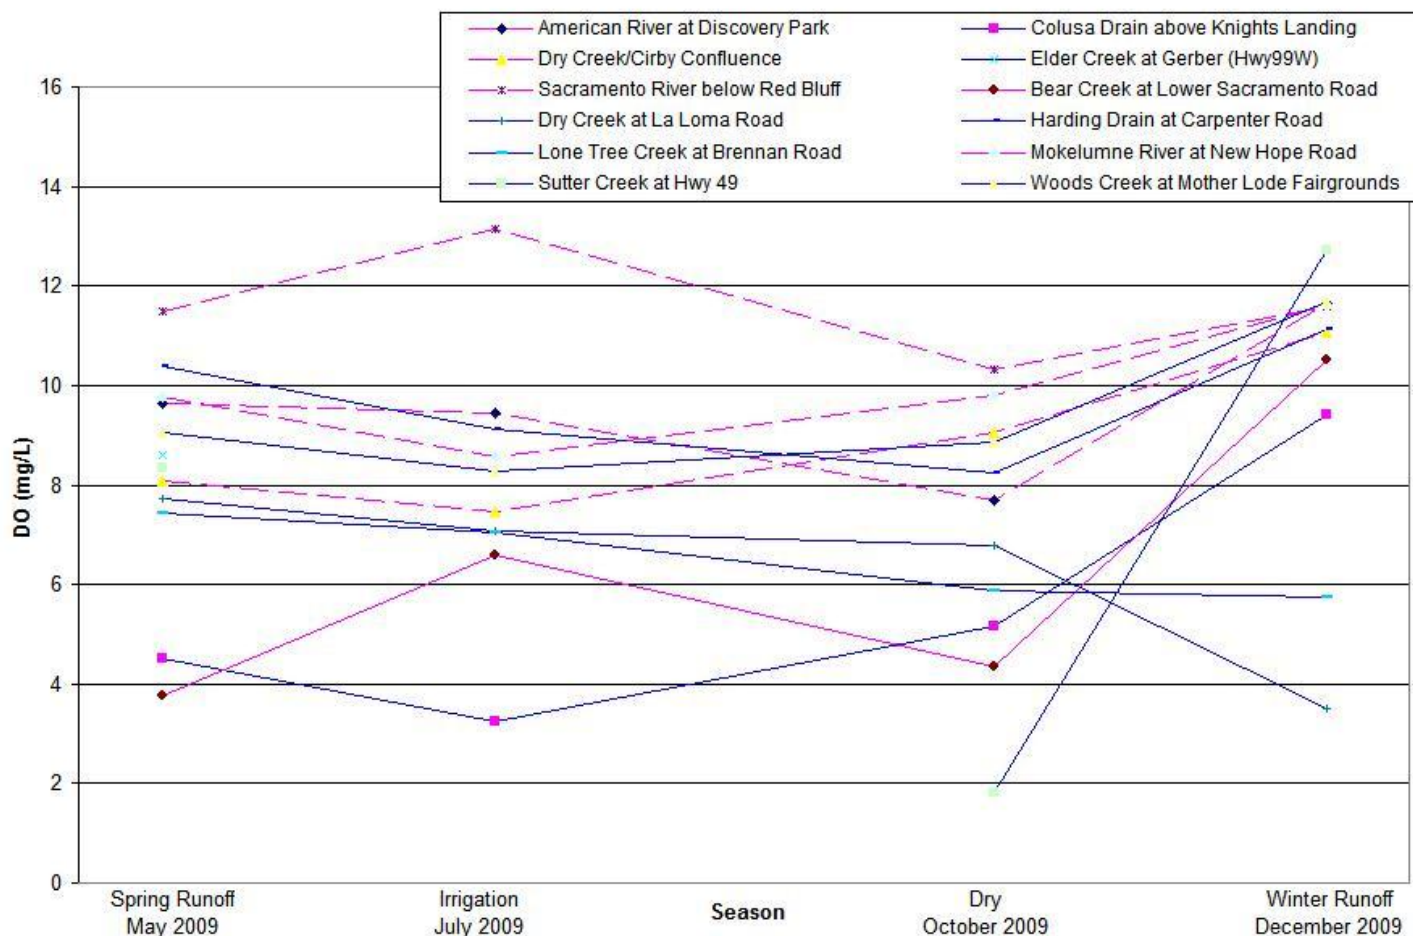 American River at Discovery Park
Colusa Drain above Knights Landing
Dry Creek/Cirby Confluence
Elder Creek at Gerber (Hwy99W)
Sacramento River below Red Bluff
Bear Creek at Lower Sacramento Road
Dry Creek at La Loma Road
Harding Drain at Carpenter Road
Lone Tree Creek at Brennan Road
Mokelumne River at New Hope Road
Sutter Creek at Hwy 49
Woods Creek at Mother Lode Fairgrounds
16
14
12
10
8
6
4
2
0
DO (mg/L)
Spring Runoff
May 2009
Irrigation
July 2009
Season
Dry
October 2009
Winter Runoff
December 2009